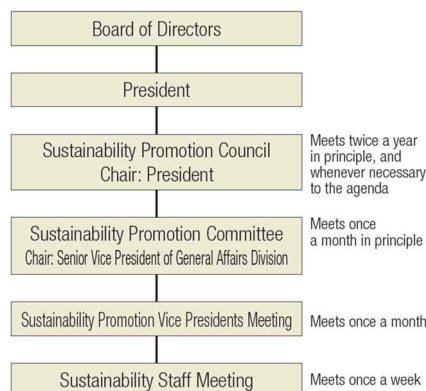 Board of Directors
President
Sustainability Promotion Council
Chair: President
Meets twice a year
in principle, and
whenever necessary
to the agenda
Sustainability Promotion Committee
Chair: Senior Vice President of General Affairs Division
Meets once
a month in principle
Sustainability Promotion Vice Presidents Meeting
Meets once a month
Sustainability Staff Meeting
Meets once a week